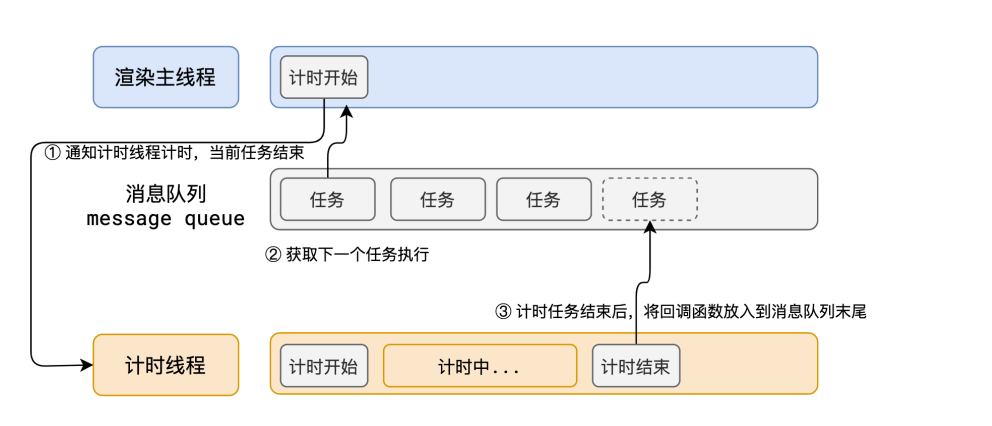 渲染主线程
计时开始
① 通知计时线程计时，当前任务结束
消息队列
message queue
任务
任务
任务
任务
② 获取下一个任务执行
③ 计时任务结束后，将回调函数放入到消息队列末尾
计时线程
计时开始
计时中...
计时结束